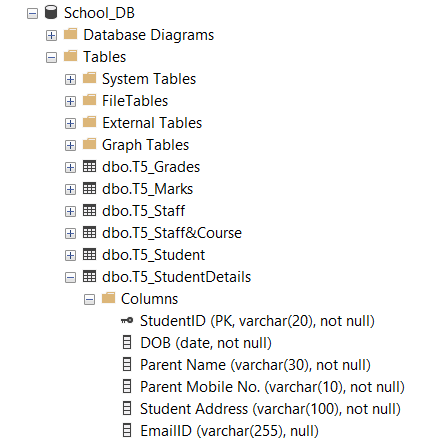 School_DB
Database Diagrams
Tables
System Tables
FileTables
External Tables
Graph Tables
dbo.T5_Grades
dbo.T5_Marks
dbo.T5_Staff
dbo.T5_Staff&Course
dbo.T5_Student
dbo.T5_StudentDetails
Columns
StudentID (PK, varchar(20), not null)
DOB (date, not null)
Parent Name (varchar(30), not null)
Parent Mobile No. (varchar(10), not null)
Student Address (varchar(100), not null)
EmailID (varchar(255), null)